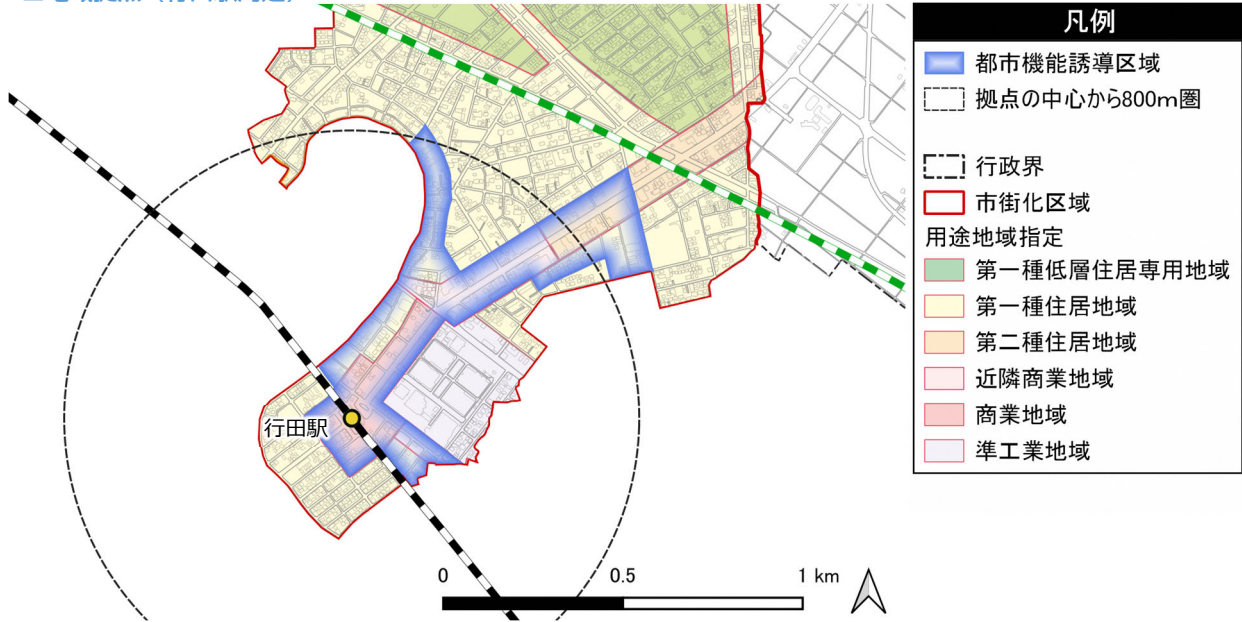 凡例
都市機能誘導区域
拠点の中心から800m圏
行政界
市街化区域
用途地域指定
第一種低層住居専用地域
第一種住居地域
第二種住居地域
近隣商業地域
商業地域
準工業地域
行田駅
0 0.5 1 km